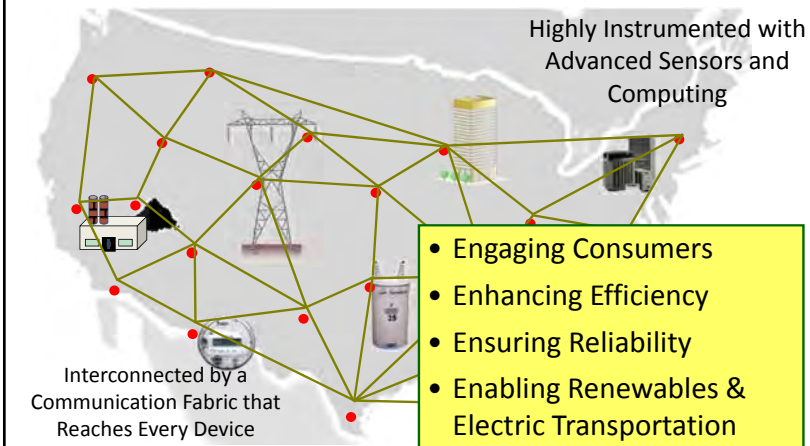 Highly Instrumented with
Advanced Sensors and
Computing
• Engaging Consumers
• Enhancing Efficiency
• Ensuring Reliability
• Enabling Renewables &
Electric Transportation
Interconnected by a
Communication Fabric that
Reaches Every Device
25